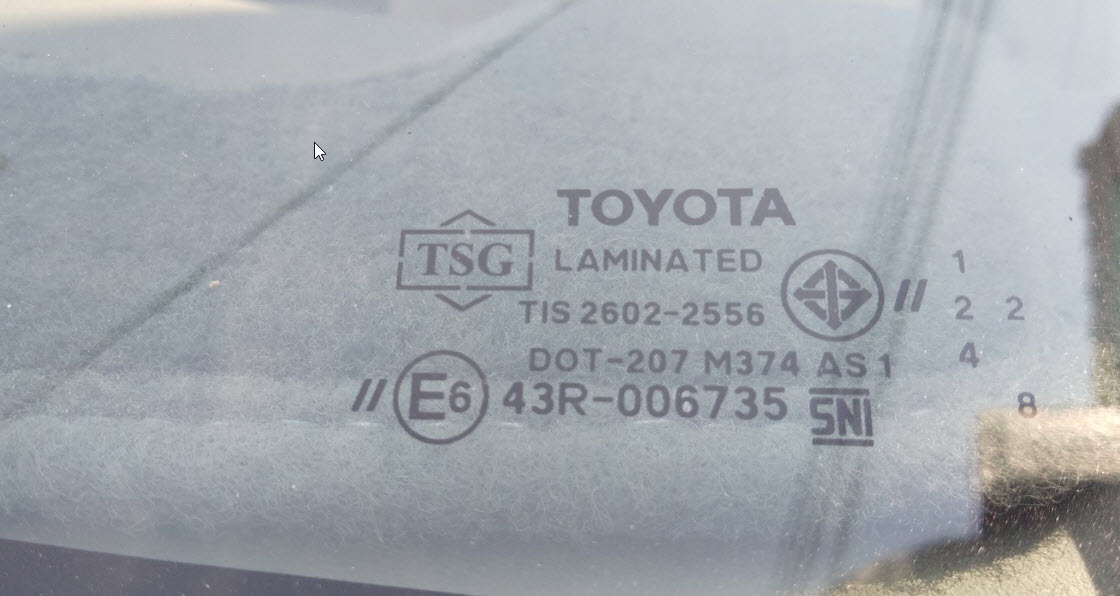 TOYOTA
TSG LAMINATED
TIS 2602-2556
DOT-207 M374 AS1
// E6 43R-006735 SNI
//
1
2 2
4
8